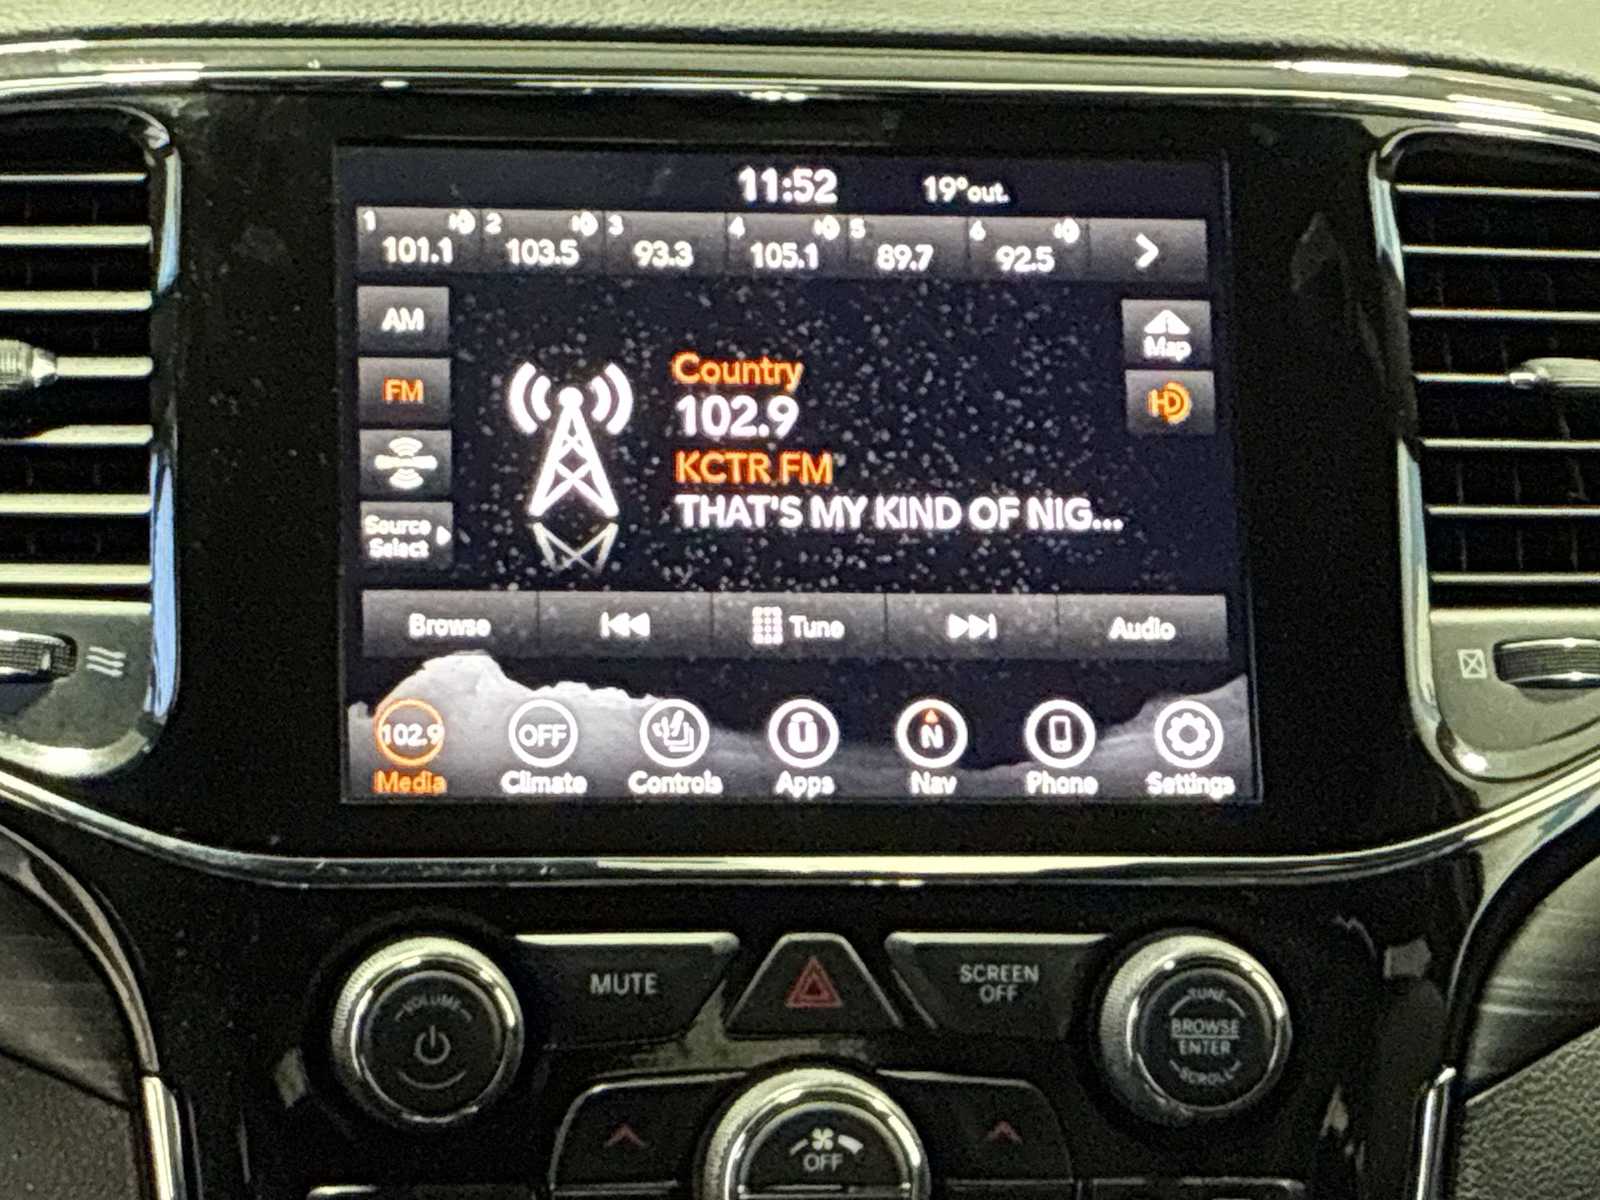 11:52 19°out.
1 2 3 4 5 6
101.1 103.5 93.3 105.1 89.7 92.5
AM
Map
Country
FM
HD
102.9
KCTR FM
THAT'S MY KIND OF NIG...
Source
Select
Browse Tune Audio
102.9 OFF N
Media Climate Controls Apps Nav Phone Settings
MUTE
SCREEN
OFF
VOLUME
TUNE
BROWSE
ENTER
SCROLL
OFF